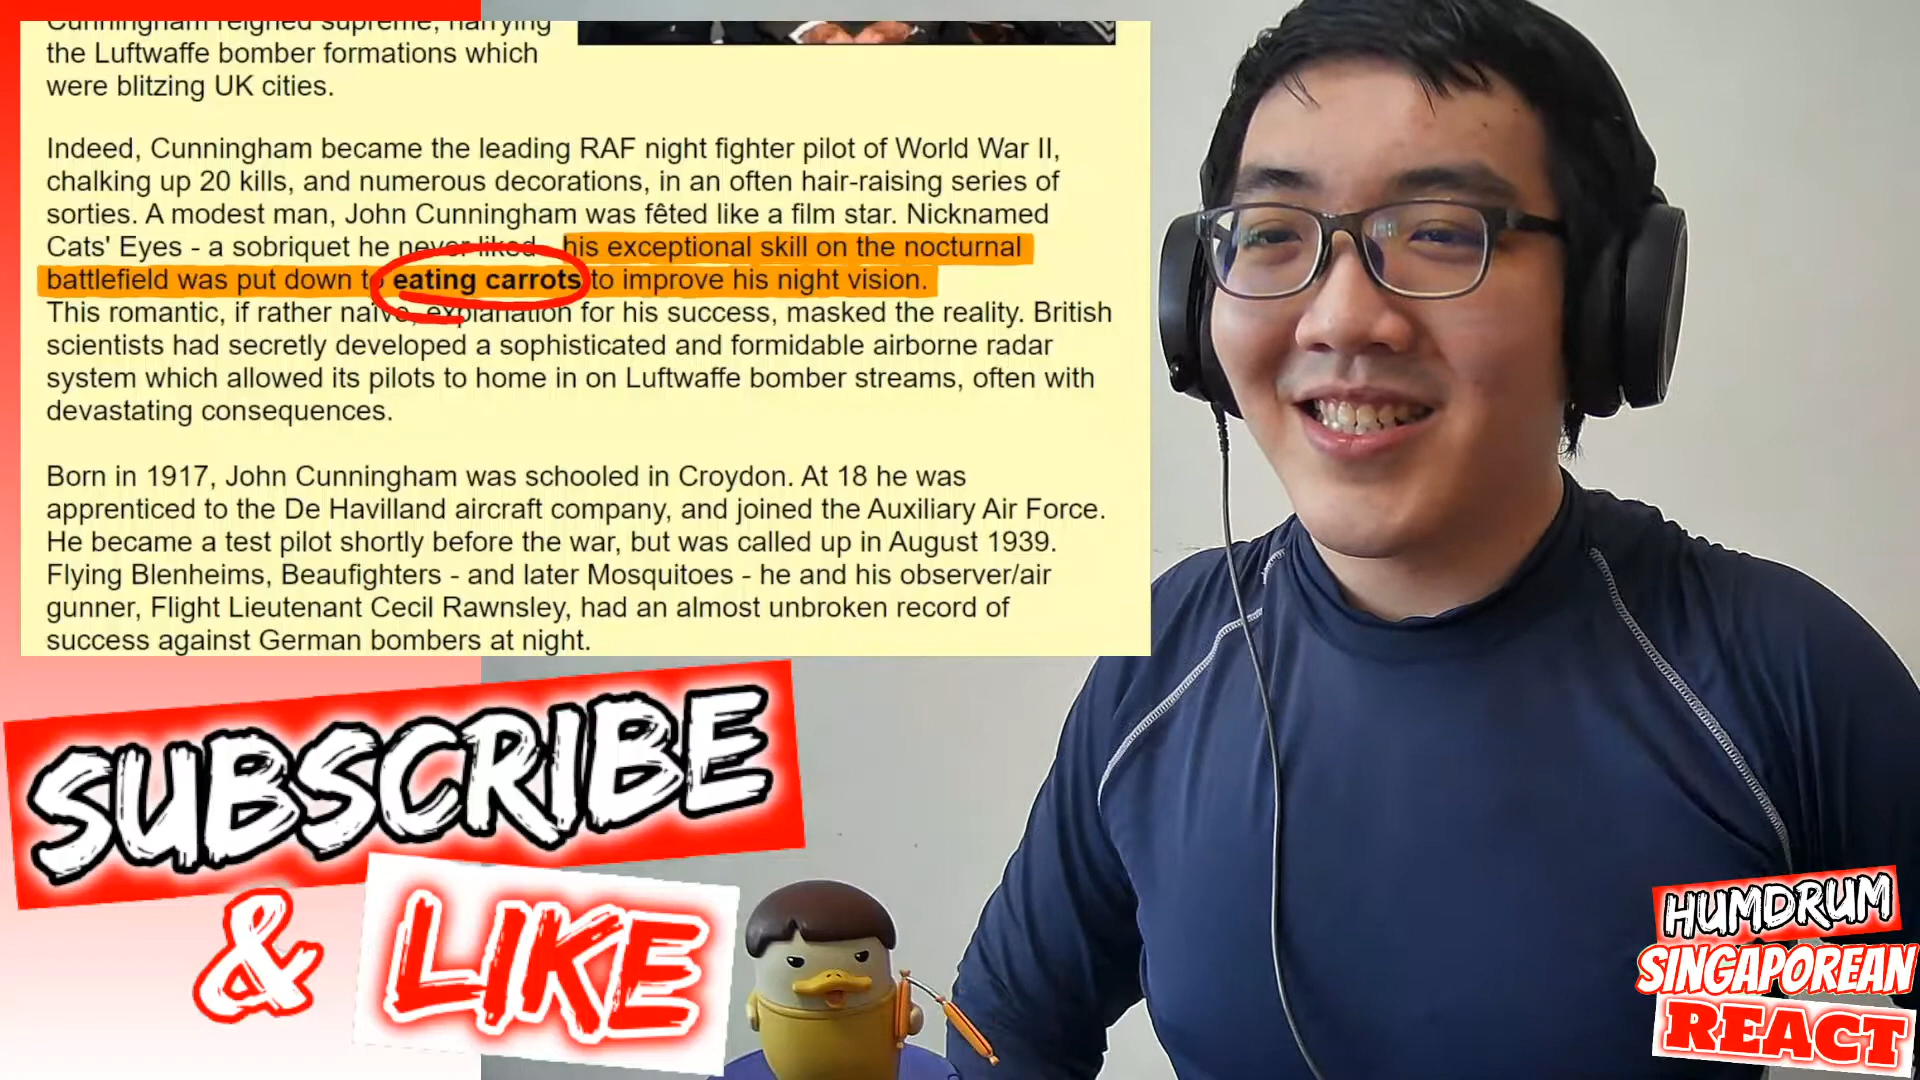 Cunningham reigned supreme, harrying
the Luftwaffe bomber formations which
were blitzing UK cities.
Indeed, Cunningham became the leading RAF night fighter pilot of World War II,
chalking up 20 kills, and numerous decorations, in an often hair-raising series of
sorties. A modest man, John Cunningham was fêted like a film star. Nicknamed
Cats' Eyes - a sobriquet he never liked - his exceptional skill on the nocturnal
battlefield was put down to eating carrots to improve his night vision.
This romantic, if rather naïve, explanation for his success, masked the reality. British
scientists had secretly developed a sophisticated and formidable airborne radar
system which allowed its pilots to home in on Luftwaffe bomber streams, often with
devastating consequences.
Born in 1917, John Cunningham was schooled in Croydon. At 18 he was
apprenticed to the De Havilland aircraft company, and joined the Auxiliary Air Force.
He became a test pilot shortly before the war, but was called up in August 1939.
Flying Blenheims, Beaufighters - and later Mosquitoes - he and his observer/air
gunner, Flight Lieutenant Cecil Rawnsley, had an almost unbroken record of
success against German bombers at night.
SUBSCRIBE
& LIKE
HUMDRUM
SINGAPOREAN
REACT